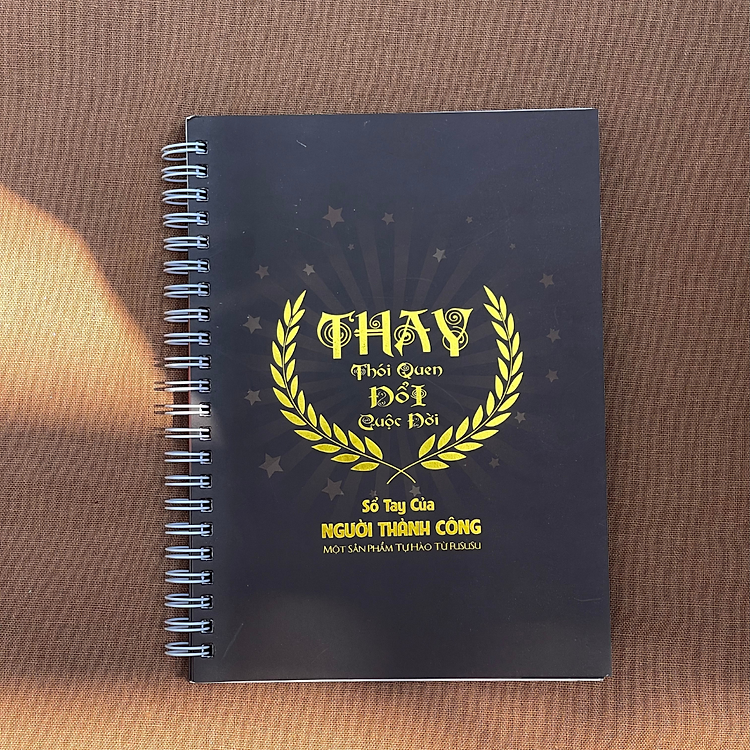 THAY
Thói Quen
ĐỔI
Cuộc Đời
Sổ Tay Của
NGƯỜI THÀNH CÔNG
MỘT SẢN PHẨM TỰ HÀO TỪ FUSUSU